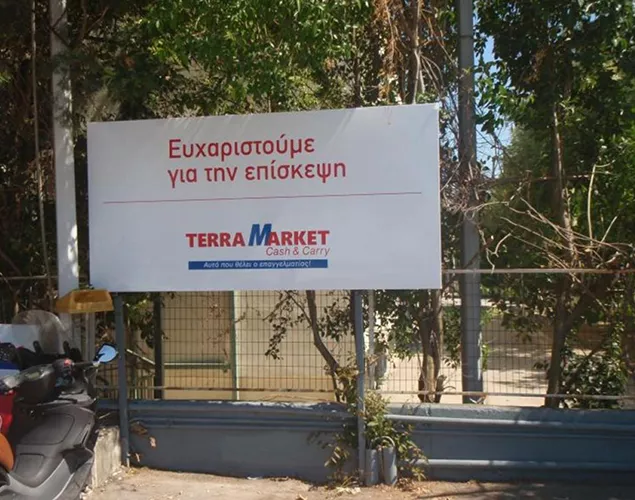 Ευχαριστούμε
για την επίσκεψη
TERRA MARKET
Cash & Carry
Αυτό που θέλει ο επαγγελματίας!